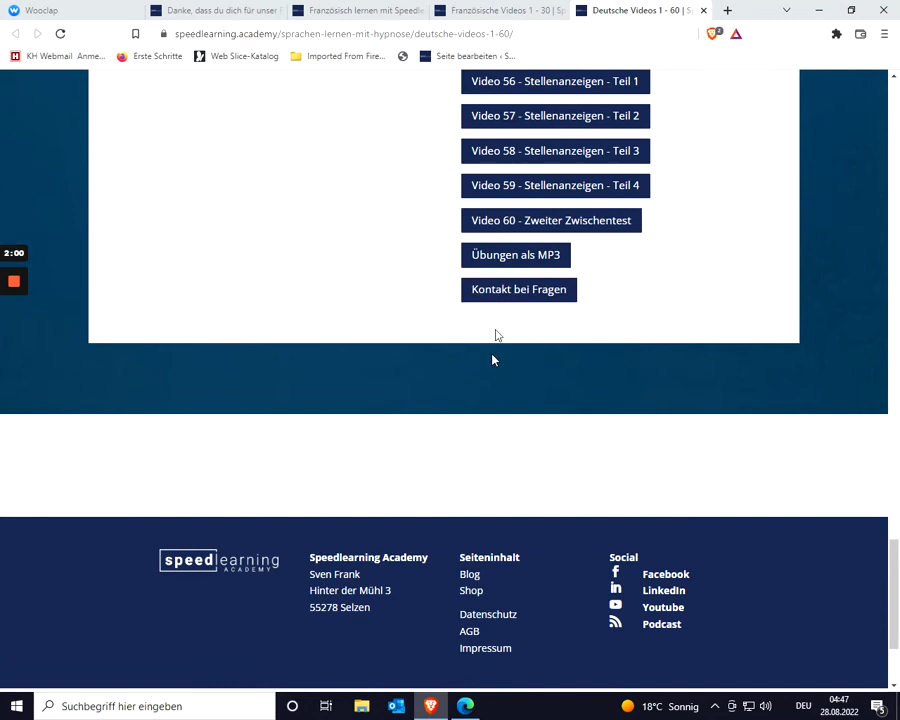 Wooclap
Danke, dass du dich für unser
Französisch lernen mit Speedle
Französische Videos 1 - 30 | Sp
Deutsche Videos 1 - 60 | S
speedlearning.academy/sprachen-lernen-mit-hypnose/deutsche-videos-1-60/
2
KH Webmail Anme...
Erste Schritte
Web Slice-Katalog
Imported From Fire...
Seite bearbeiten ‹ S...
Video 56 - Stellenanzeigen - Teil 1
Video 57 - Stellenanzeigen - Teil 2
Video 58 - Stellenanzeigen - Teil 3
Video 59 - Stellenanzeigen - Teil 4
2:00
Video 60 - Zweiter Zwischentest
Übungen als MP3
Kontakt bei Fragen
speedlearning
ACADEMY
Speedlearning Academy
Sven Frank
Hinter der Mühl 3
55278 Selzen
Seiteninhalt
Blog
Shop
Datenschutz
AGB
Impressum
Social
Facebook
LinkedIn
Youtube
Podcast
Suchbegriff hier eingeben
18°C Sonnig
DEU
04:47
28.08.2022
5